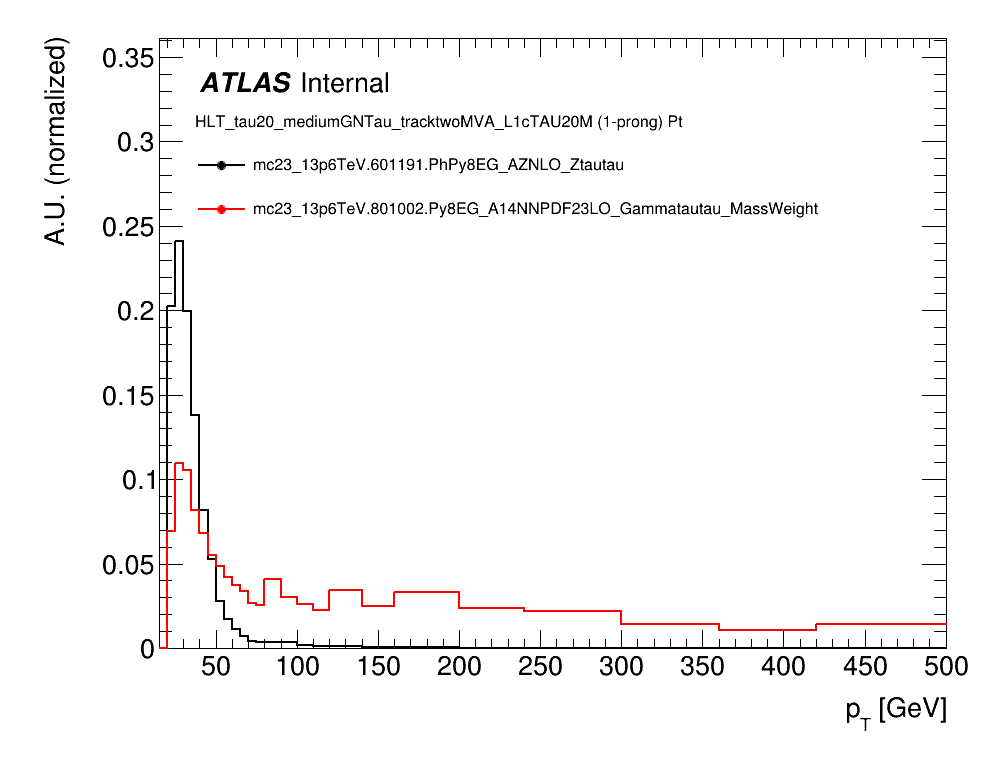 A.U. (normalized)
0.35
0.3
0.25
0.2
0.15
0.1
0.05
0
ATLAS Internal
HLT_tau20_mediumGNTau_tracktwoMVA_L1cTAU20M (1-prong) Pt
mc23_13p6TeV.601191.PhPy8EG_AZNLO_Ztautau
mc23_13p6TeV.801002.Py8EG_A14NNPDF23LO_Gammatautau_MassWeight
50 100 150 200 250 300 350 400 450 500
p_T [GeV]